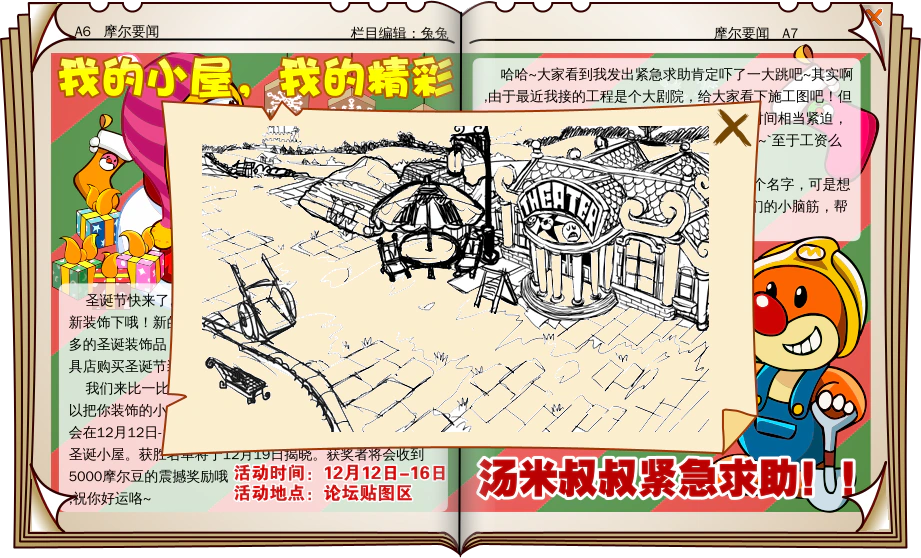 A6 摩尔要闻
栏目编辑：兔兔
我的小屋，我的精彩
圣诞节快来了
新装饰下哦！新的
多的圣诞装饰品
具店购买圣诞节
我们来比一比
以把你装饰的小
会在12月12日-
圣诞小屋。获胜名单将于12月19日揭晓。获奖者将会收到
5000摩尔豆的震撼奖励哦
祝你好运咯~
活动时间：12月12日-16日
活动地点：论坛贴图区
摩尔要闻 A7
哈哈~大家看到我发出紧急求助肯定吓了一大跳吧~其实啊
,由于最近我接的工程是个大剧院，给大家看下施工图吧！但
时间相当紧迫，
~`至于工资么
个名字，可是想
们的小脑筋，帮
THEATER
汤米叔叔紧急求助！！